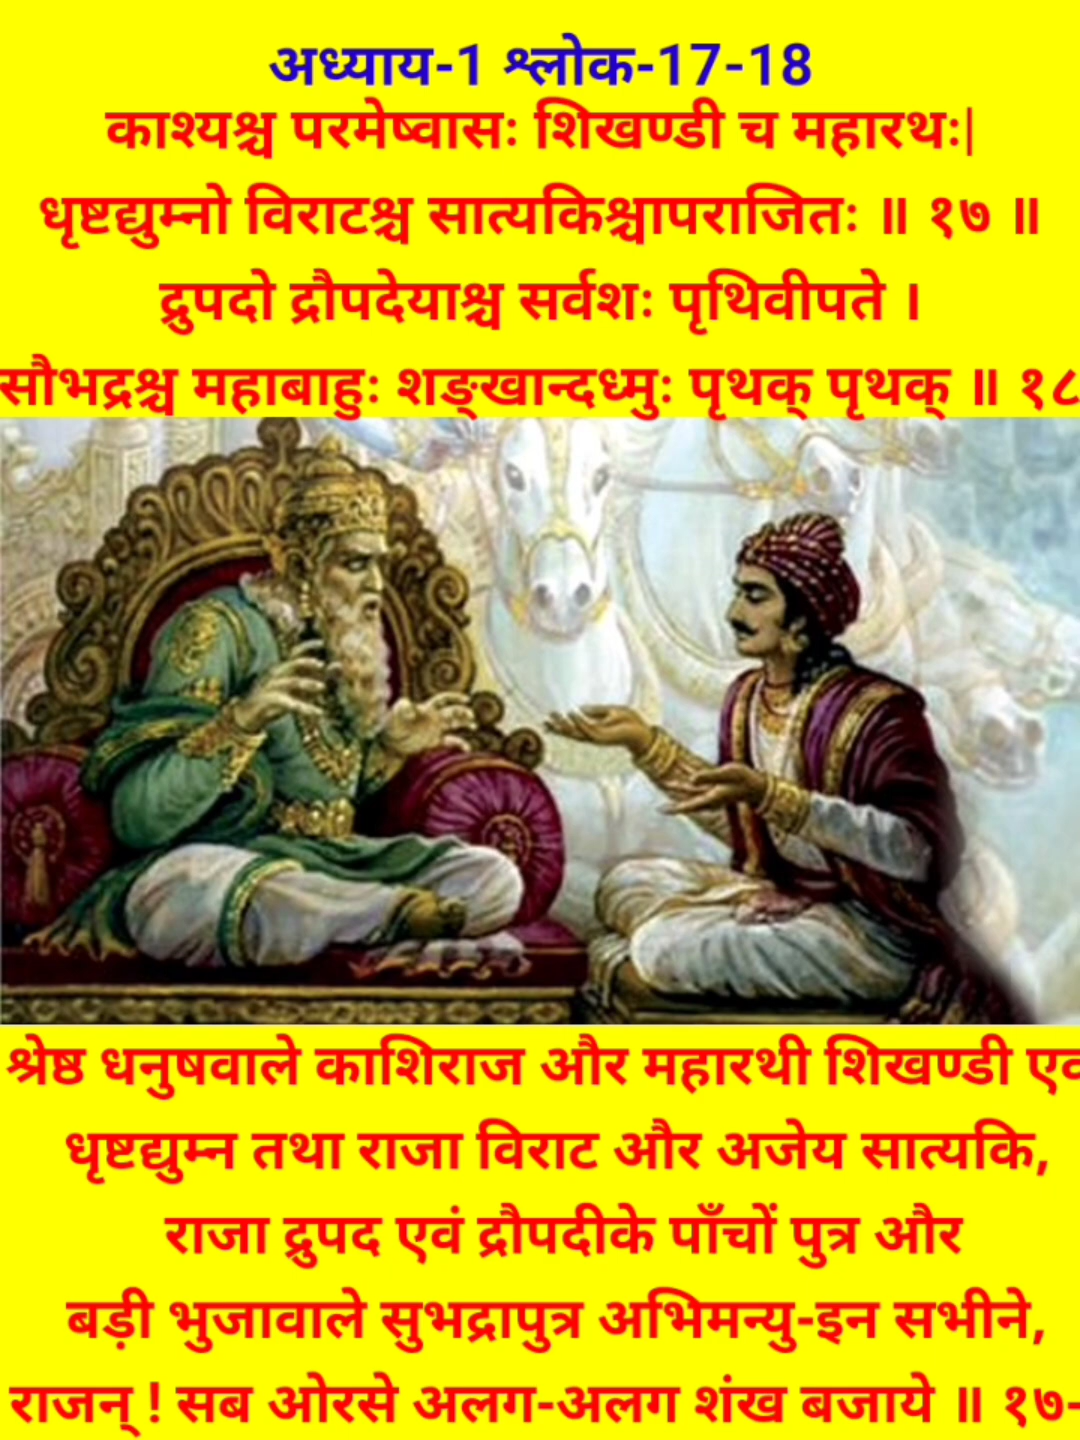 अध्याय-1 श्लोक-17-18
काश्यश्च परमेष्वासः शिखण्डी च महारथः|
धृष्टद्युम्नो विराटश्च सात्यकिश्चापराजितः ॥ १७ ॥
द्रुपदो द्रौपदेयाश्च सर्वशः पृथिवीपते ।
सौभद्रश्च महाबाहुः शङ्खान्दध्मुः पृथक् पृथक् ॥ १८
श्रेष्ठ धनुषवाले काशिराज और महारथी शिखण्डी
धृष्टद्युम्न तथा राजा विराट और अजेय सात्यकि,
राजा द्रुपद एवं द्रौपदीके पाँचों पुत्र और
बड़ी भुजावाले सुभद्रापुत्र अभिमन्यु-इन सभीने,
राजन् ! सब ओरसे अलग-अलग शंख बजाये ॥ १७-